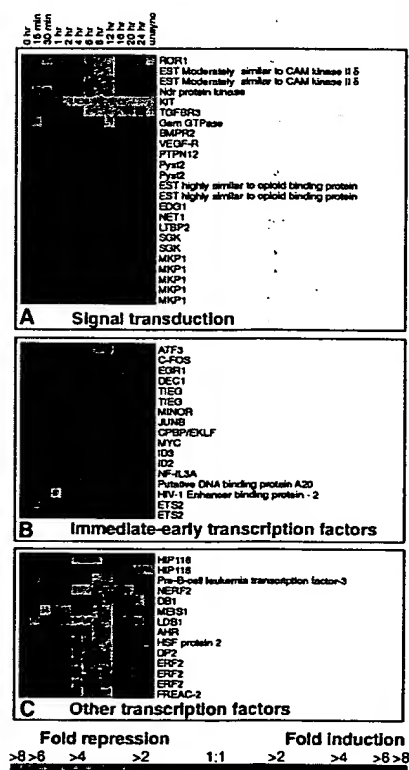 0 hr
15 min
30 min
1 hr
2 hr
4 hr
6 hr
8 hr
12 hr
16 hr
20 hr
24 hr
unsync
ROR1
EST Moderately similar to CAM kinase II δ
EST Moderately similar to CAM kinase II δ
Ndr protein kinase
KIT
TGFBR3
Gem GTPase
BMPR2
VEGF-R
PTPN12
Pyst2
Pyst2
EST highly similar to opioid binding protein
EST highly similar to opioid binding protein
EDG1
NET1
LTBP2
SGK
SGK
MKP1
MKP1
MKP1
MKP1
MKP1
A Signal transduction
ATF3
C-FOS
EGR1
DEC1
TIEG
TIEG
MINOR
JUNB
CPBP/EKLF
MYC
ID3
ID2
NF-IL3A
Putative DNA binding protein A20
HIV-1 Enhancer binding protein - 2
ETS2
ETS2
B Immediate-early transcription factors
HIP116
HIP116
Pre-B-cell leukemia transcription factor-3
NERF2
DB1
MEIS1
LDB1
AHR
HSF protein 2
DP2
ERF2
ERF2
ERF2
FREAC-2
C Other transcription factors
Fold repression Fold induction
>8 >6 >4 >2 1:1 >2 >4 >6 >8